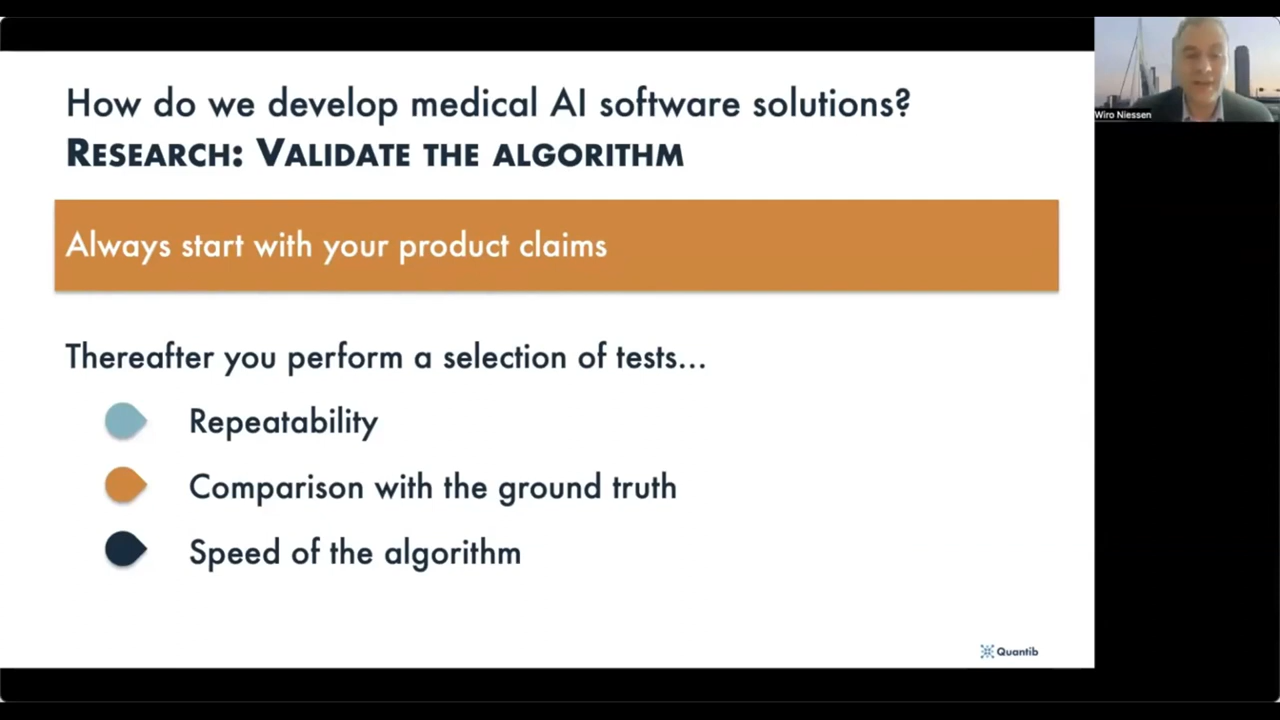 How do we develop medical AI software solutions?
RESEARCH: VALIDATE THE ALGORITHM
Always start with your product claims
Thereafter you perform a selection of tests...
Repeatability
Comparison with the ground truth
Speed of the algorithm
Quantib
Wiro Niessen